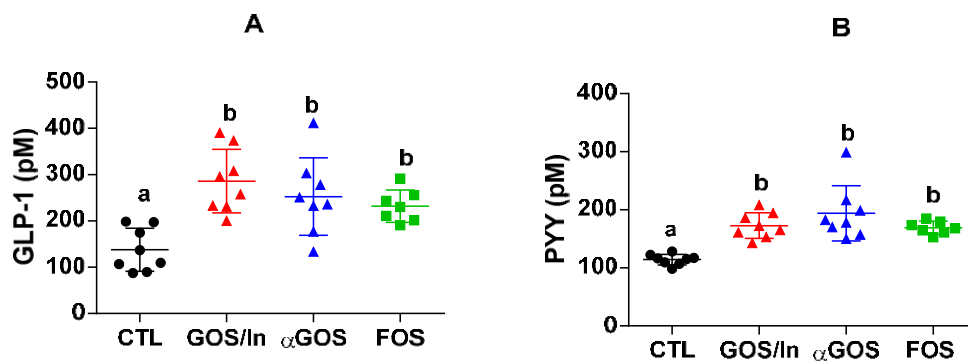 A
GLP-1 (pM)
500
400
300
200
100
0
a
b
b
b
CTL
GOS/In
αGOS
FOS
B
PYY (pM)
400
300
200
100
0
a
b
b
b
CTL
GOS/In
αGOS
FOS